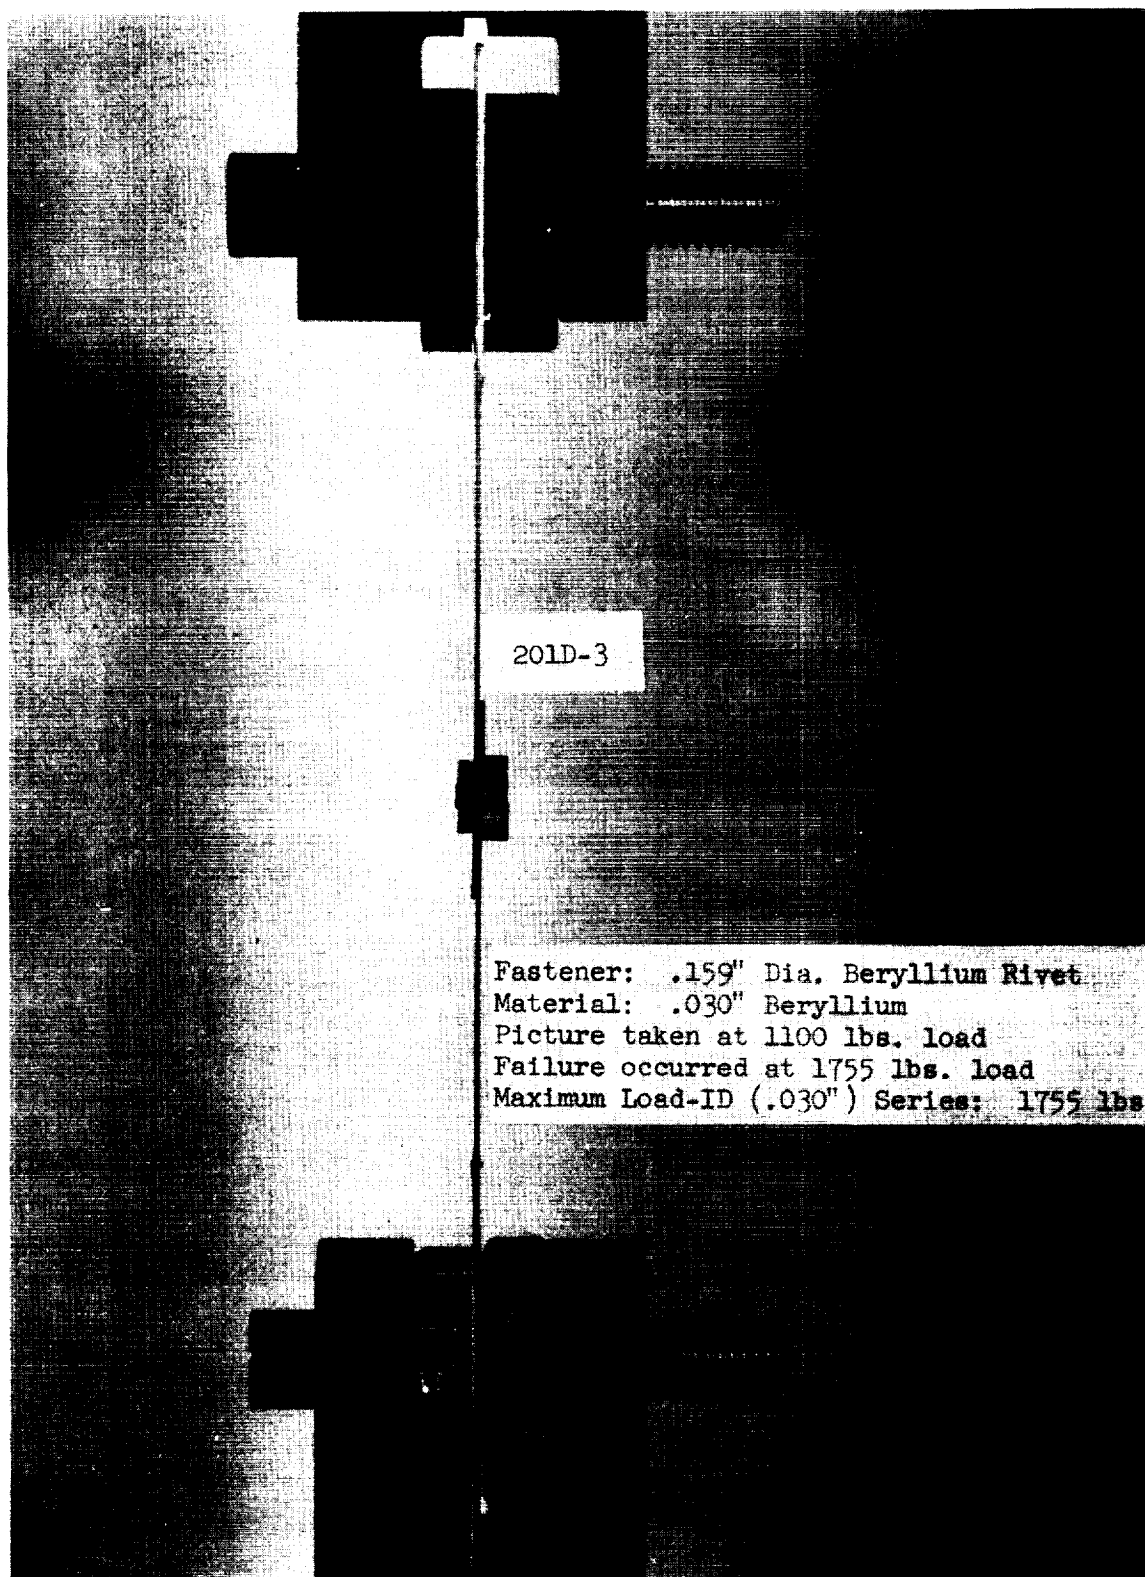 201D-3
Fastener: .159" Dia. Beryllium Rivet
Material: .030" Beryllium
Picture taken at 1100 lbs. load
Failure occurred at 1755 lbs. load
Maximum Load-ID (.030") Series: 1755 lbs